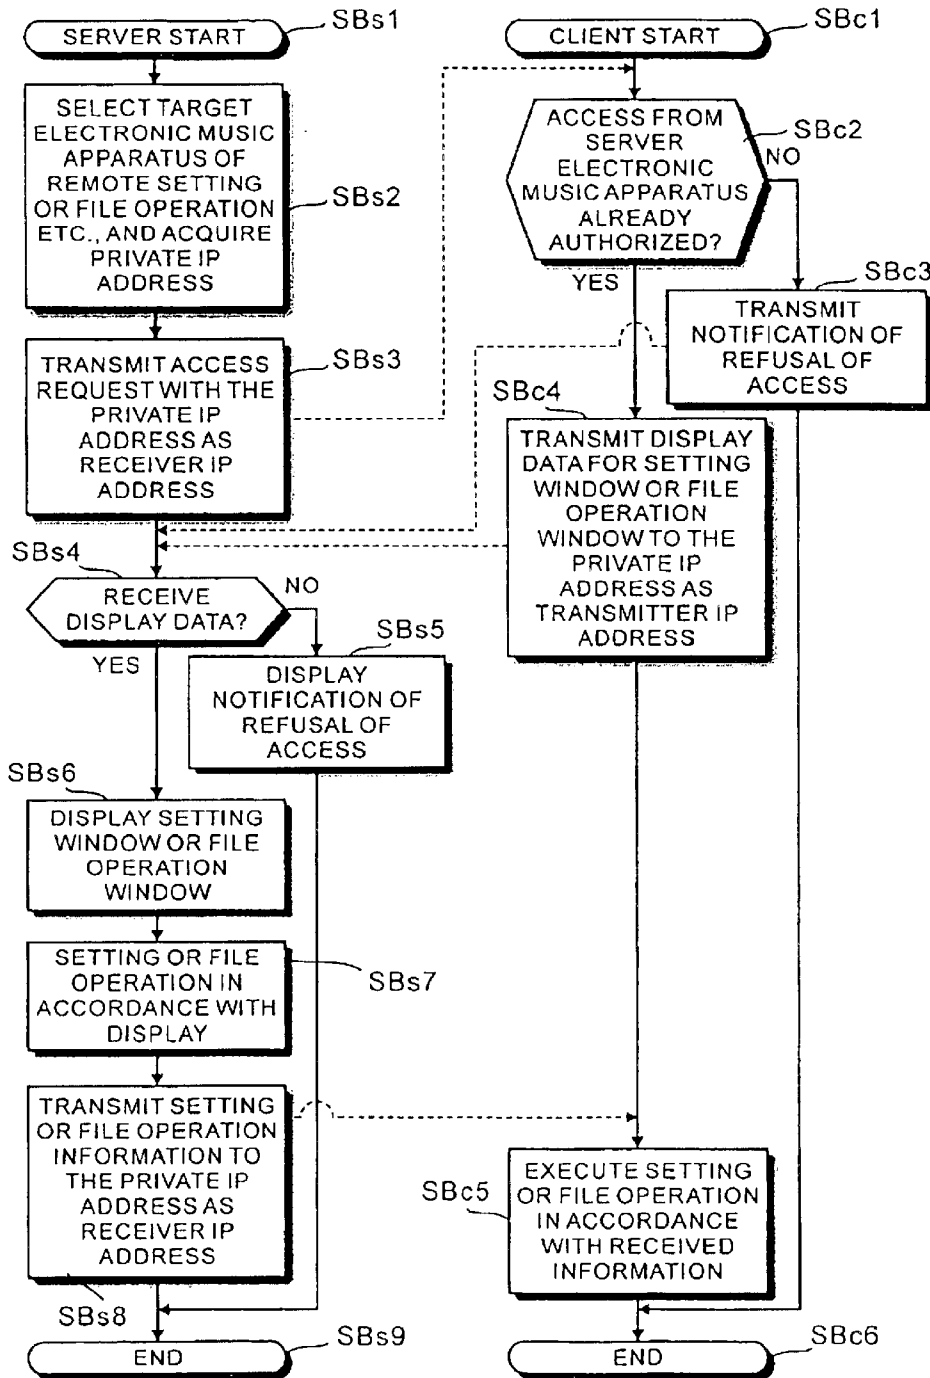 SERVER START
SBs1
SELECT TARGET
ELECTRONIC MUSIC
APPARATUS OF
REMOTE SETTING
OR FILE OPERATION
ETC., AND ACQUIRE
PRIVATE IP
ADDRESS
SBs2
TRANSMIT ACCESS
REQUEST WITH THE
PRIVATE IP
ADDRESS AS
RECEIVER IP
ADDRESS
SBs3
SBs4
RECEIVE
DISPLAY DATA?
NO
YES
SBs5
DISPLAY
NOTIFICATION OF
REFUSAL OF
ACCESS
SBs6
DISPLAY SETTING
WINDOW OR FILE
OPERATION
WINDOW
SETTING OR FILE
OPERATION IN
ACCORDANCE WITH
DISPLAY
SBs7
TRANSMIT SETTING
OR FILE OPERATION
INFORMATION TO
THE PRIVATE IP
ADDRESS AS
RECEIVER IP
ADDRESS
SBs8
END
SBs9
CLIENT START
SBc1
ACCESS FROM
SERVER
ELECTRONIC
MUSIC APPARATUS
ALREADY
AUTHORIZED?
SBc2
NO
YES
SBc3
TRANSMIT
NOTIFICATION OF
REFUSAL OF
ACCESS
SBc4
TRANSMIT DISPLAY
DATA FOR SETTING
WINDOW OR FILE
OPERATION
WINDOW TO THE
PRIVATE IP
ADDRESS AS
TRANSMITTER IP
ADDRESS
SBc5
EXECUTE SETTING
OR FILE OPERATION
IN ACCORDANCE
WITH RECEIVED
INFORMATION
END
SBc6